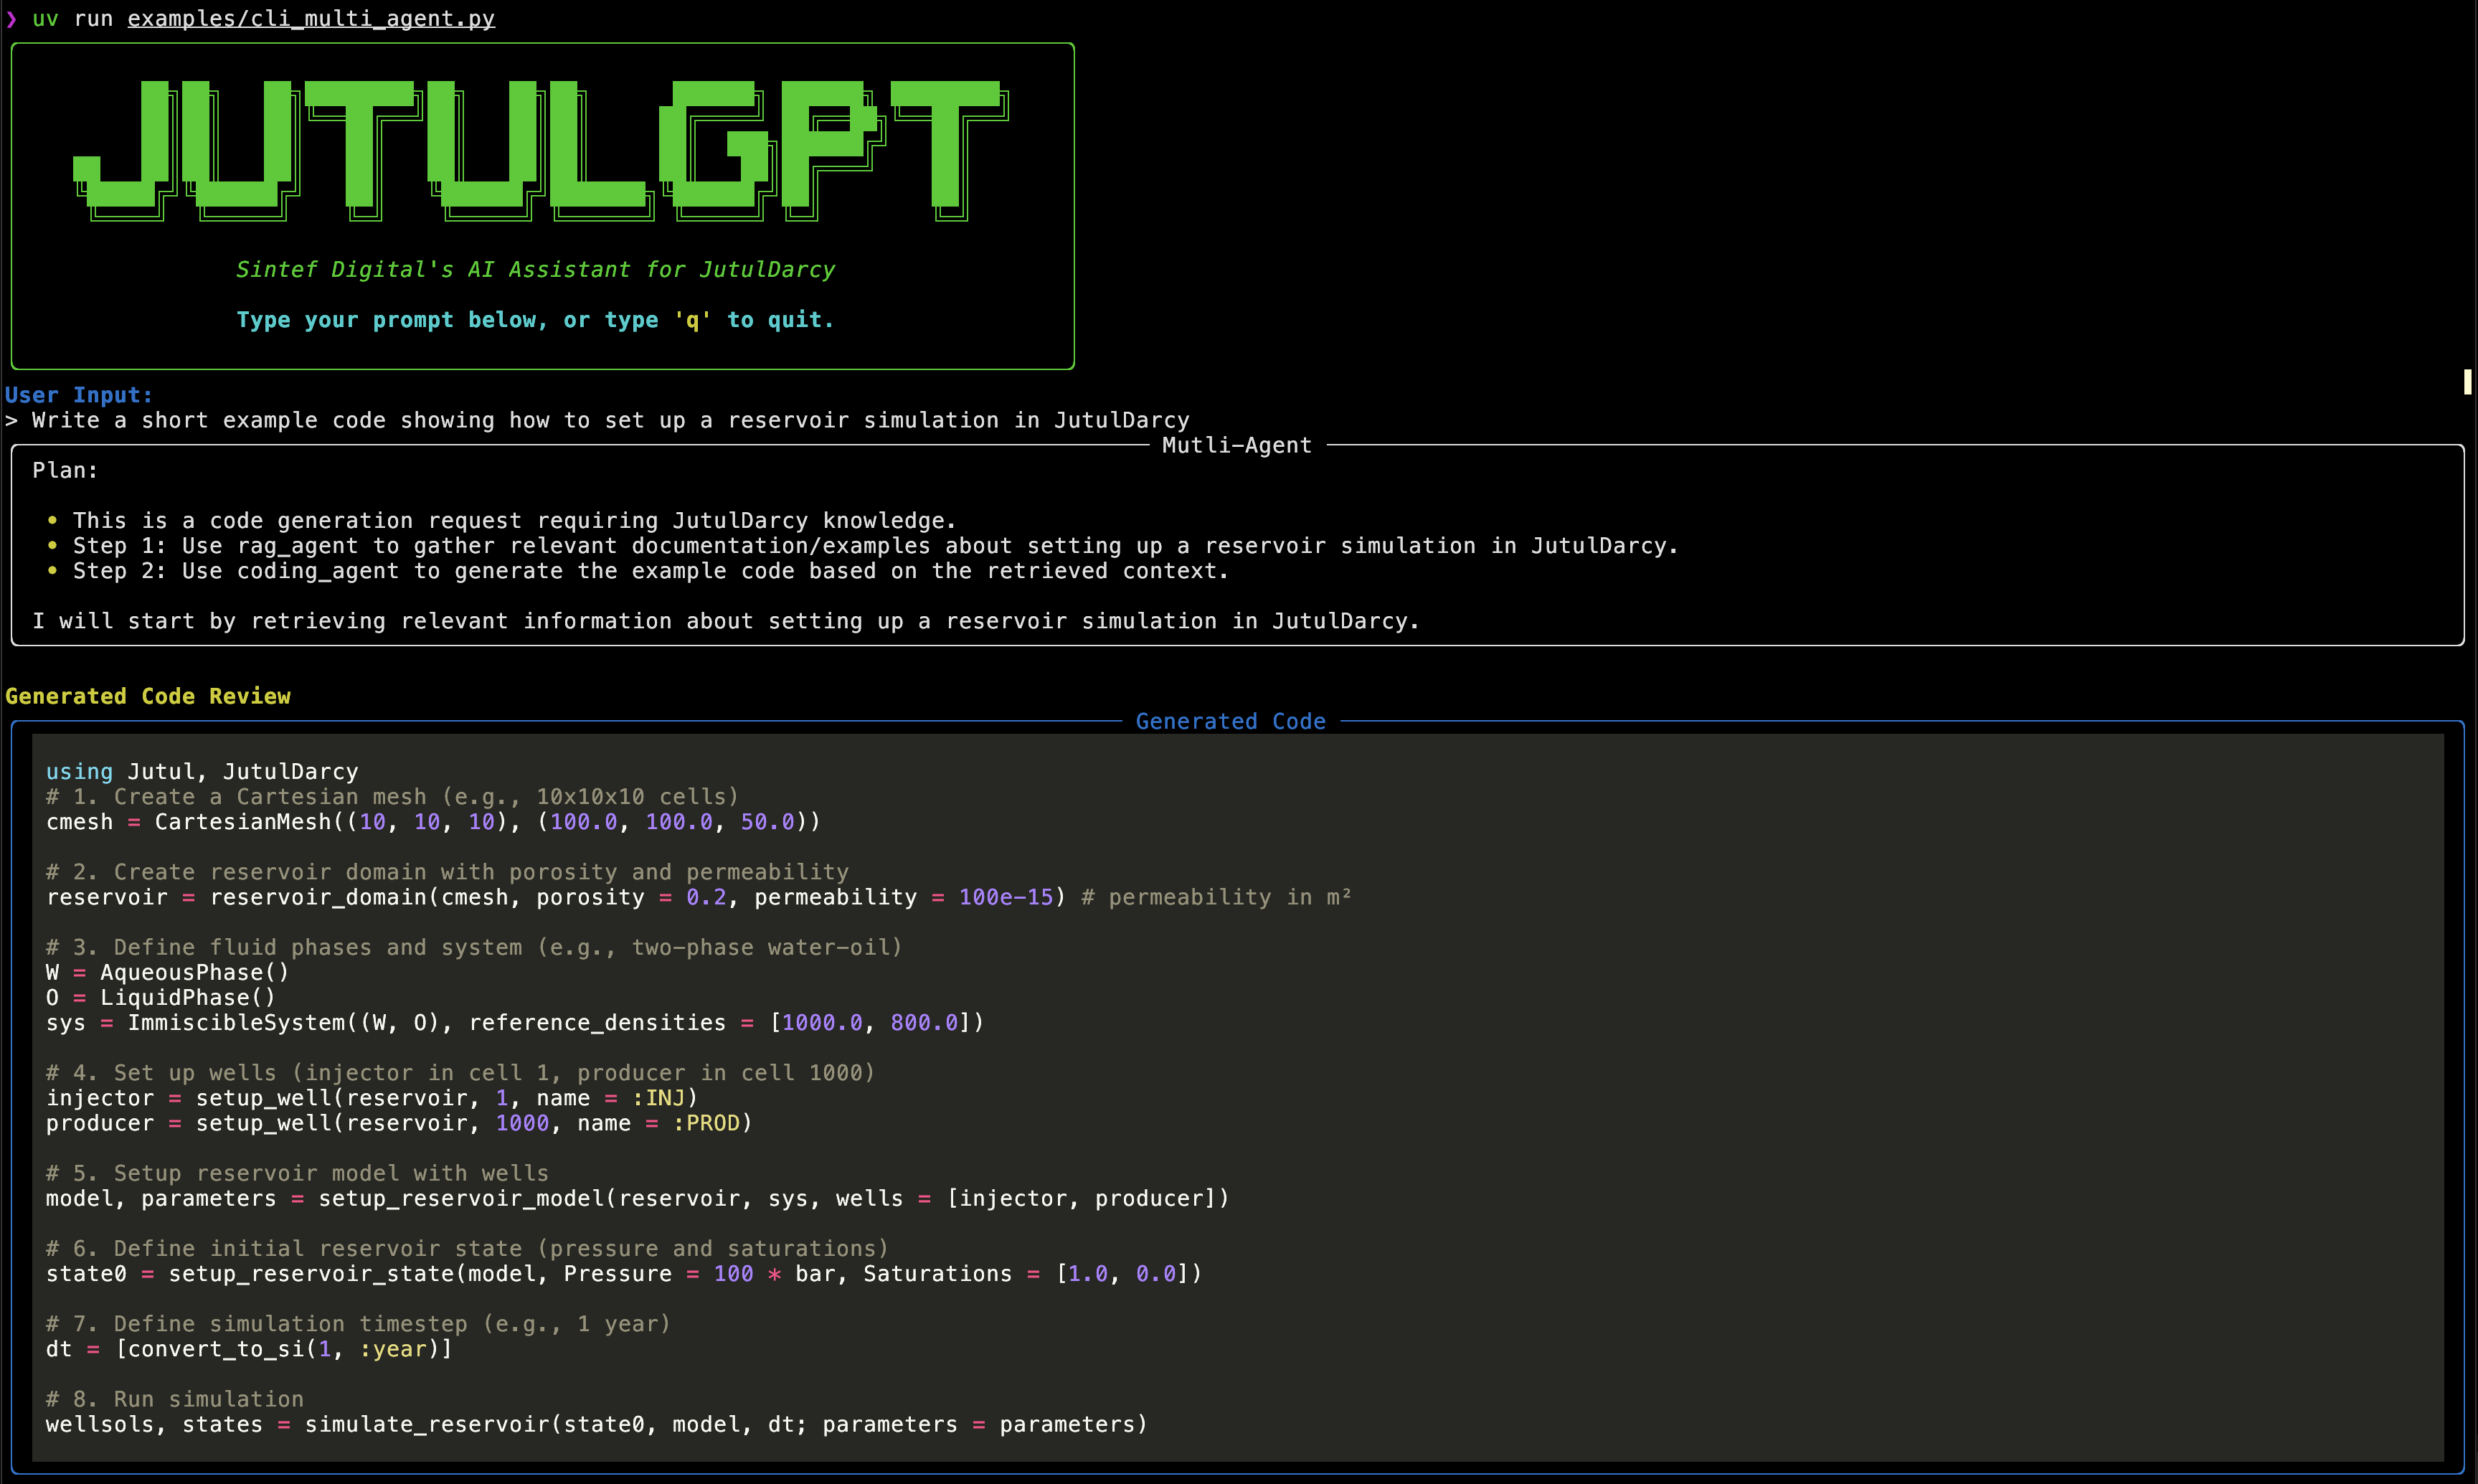 ❯ uv run examples/cli_multi_agent.py
JUTULGPT
Sintef Digital's AI Assistant for JutulDarcy
Type your prompt below, or type 'q' to quit.
User Input:
> Write a short example code showing how to set up a reservoir simulation in JutulDarcy
Mutli-Agent
Plan:
• This is a code generation request requiring JutulDarcy knowledge.
• Step 1: Use rag_agent to gather relevant documentation/examples about setting up a reservoir simulation in JutulDarcy.
• Step 2: Use coding_agent to generate the example code based on the retrieved context.
I will start by retrieving relevant information about setting up a reservoir simulation in JutulDarcy.
Generated Code Review
Generated Code
using Jutul, JutulDarcy
# 1. Create a Cartesian mesh (e.g., 10x10x10 cells)
cmesh = CartesianMesh((10, 10, 10), (100.0, 100.0, 50.0))
# 2. Create reservoir domain with porosity and permeability
reservoir = reservoir_domain(cmesh, porosity = 0.2, permeability = 100e-15) # permeability in m²
# 3. Define fluid phases and system (e.g., two-phase water-oil)
W = AqueousPhase()
O = LiquidPhase()
sys = ImmiscibleSystem((W, O), reference_densities = [1000.0, 800.0])
# 4. Set up wells (injector in cell 1, producer in cell 1000)
injector = setup_well(reservoir, 1, name = :INJ)
producer = setup_well(reservoir, 1000, name = :PROD)
# 5. Setup reservoir model with wells
model, parameters = setup_reservoir_model(reservoir, sys, wells = [injector, producer])
# 6. Define initial reservoir state (pressure and saturations)
state0 = setup_reservoir_state(model, Pressure = 100 * bar, Saturations = [1.0, 0.0])
# 7. Define simulation timestep (e.g., 1 year)
dt = [convert_to_si(1, :year)]
# 8. Run simulation
wellsols, states = simulate_reservoir(state0, model, dt; parameters = parameters)